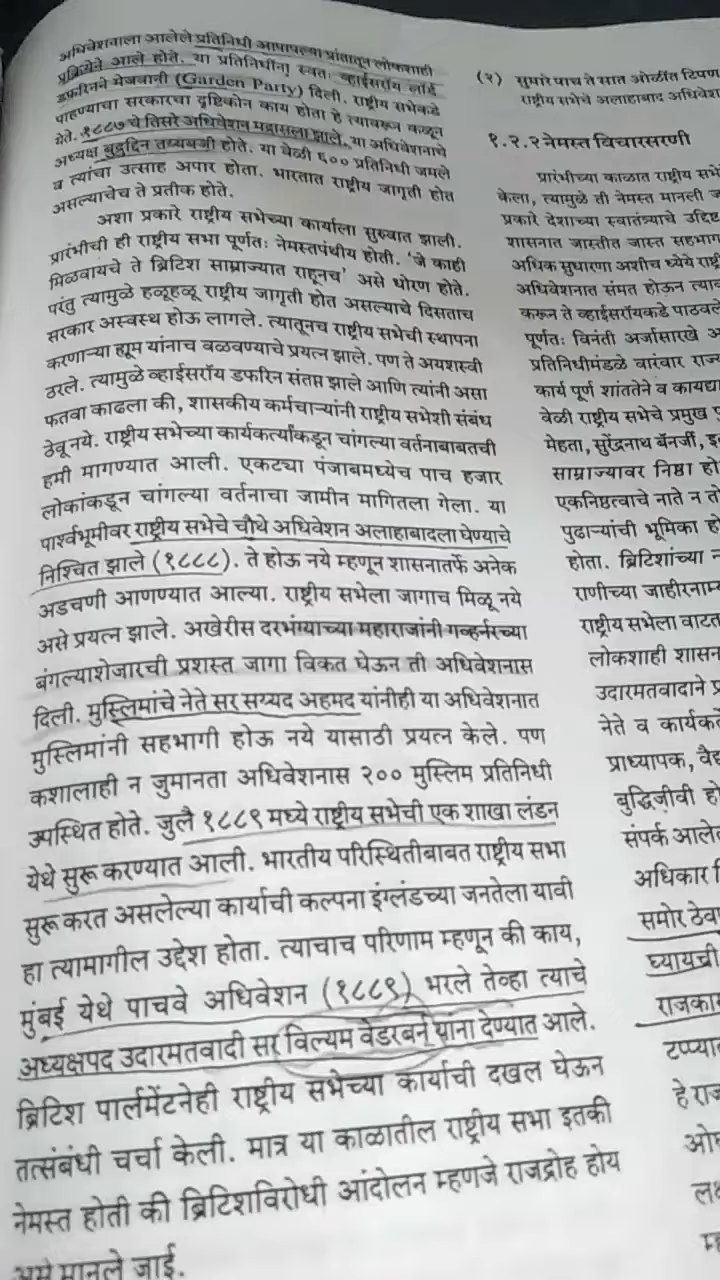 अधिवेशनाला आलेले प्रतिनिधी आपापल्या प्रांतातून लोकशाही
प्रक्रियेने आले होते. या प्रतिनिधींना स्वतः व्हाईसरॉय लॉर्ड
डफरिनने मेजवानी (Garden Party) दिली. राष्ट्रीय सभेकडे
पाहण्याचा सरकारचा दृष्टिकोन काय होता हे त्यावरून कळून
येते. १८८७ चे तिसरे अधिवेशन मद्रासला झाले. या अधिवेशनाचे
अध्यक्ष बुद्रुद्दिन तय्यबजी होते. या वेळी ६०० प्रतिनिधी जमले
व त्यांचा उत्साह अपार होता. भारतात राष्ट्रीय जागृती होत
असल्याचेच ते प्रतीक होते.
अशा प्रकारे राष्ट्रीय सभेच्या कार्याला सुरुवात झाली.
प्रारंभीची ही राष्ट्रीय सभा पूर्णतः नेमस्तपंथीय होती. 'जे काही
मिळवायचे ते ब्रिटिश साम्राज्यात राहूनच' असे धोरण होते.
परंतु त्यामुळे हळूहळू राष्ट्रीय जागृती होत असल्याचे दिसताच
सरकार अस्वस्थ होऊ लागले. त्यातूनच राष्ट्रीय सभेची स्थापना
करणाऱ्या ह्यूम यांनाच वळवण्याचे प्रयत्न झाले. पण ते अयशस्वी
ठरले. त्यामुळे व्हाईसरॉय डफरिन संतप्त झाले आणि त्यांनी असा
फतवा काढला की, शासकीय कर्मचाऱ्यांनी राष्ट्रीय सभेशी संबंध
ठेवू नये. राष्ट्रीय सभेच्या कार्यकर्त्यांकडून चांगल्या वर्तनाबाबतची
हमी मागण्यात आली. एकट्या पंजाबमध्येच पाच हजार
लोकांकडून चांगल्या वर्तनाचा जामीन मागितला गेला. या
पार्श्वभूमीवर राष्ट्रीय सभेचे चौथे अधिवेशन अलाहाबादला घेण्याचे
निश्चित झाले (१८८८). ते होऊ नये म्हणून शासनातर्फे अनेक
अडचणी आणण्यात आल्या. राष्ट्रीय सभेला जागाच मिळू नये
असे प्रयत्न झाले. अखेरीस दरभंग्याच्या महाराजांनी गव्हर्नरच्या
बंगल्याशेजारची प्रशस्त जागा विकत घेऊन ती अधिवेशनास
दिली. मुस्लिमांचे नेते सर सय्यद अहमद यांनीही या अधिवेशनात
मुस्लिमांनी सहभागी होऊ नये यासाठी प्रयत्न केले. पण
कशालाही न जुमानता अधिवेशनास २०० मुस्लिम प्रतिनिधी
उपस्थित होते. जुलै १८८९ मध्ये राष्ट्रीय सभेची एक शाखा लंडन
येथे सुरू करण्यात आली. भारतीय परिस्थितीबाबत राष्ट्रीय सभा
सुरू करत असलेल्या कार्याची कल्पना इंग्लंडच्या जनतेला यावी
हा त्यामागील उद्देश होता. त्याचाच परिणाम म्हणून की काय,
मुंबई येथे पाचवे अधिवेशन (१८८९) भरले तेव्हा त्याचे
अध्यक्षपद उदारमतवादी सर विल्यम वेडरबर्न यांना देण्यात आले.
ब्रिटिश पार्लमेंटनेही राष्ट्रीय सभेच्या कार्याची दखल घेऊन
तत्संबंधी चर्चा केली. मात्र या काळातील राष्ट्रीय सभा इतकी
नेमस्त होती की ब्रिटिशविरोधी आंदोलन म्हणजे राजद्रोह होय
असे मानले जाई.
(२) सुमारे पाच ते सात ओळीत टिपण
राष्ट्रीय सभेचे अलाहाबाद अधिवेश
१.२.२ नेमस्त विचारसरणी
प्रारंभीच्या काळात राष्ट्रीय सभे
केला, त्यामुळे ती नेमस्त मानली ज
प्रकारे देशाच्या स्वातंत्र्याचे उद्दिष्ट
शासनात जास्तीत जास्त सहभाग
अधिक सुधारणा अशीच ध्येये राष्ट्री
अधिवेशनात संमत होऊन त्याव
करून ते व्हाईसरॉयकडे पाठवले
पूर्णतः विनंती अर्जासारखे अ
प्रतिनिधीमंडळे वारंवार राज्य
कार्य पूर्ण शांततेने व कायद्या
वेळी राष्ट्रीय सभेचे प्रमुख
मेहता, सुरेंद्रनाथ बॅनर्जी, इ
साम्राज्यावर निष्ठा हो
एकनिष्ठत्वाचे नाते न तो
पुढाऱ्यांची भूमिका हो
होता. ब्रिटिशांच्या न
राणीच्या जाहीरनाम्य
राष्ट्रीय सभेला वाटत
लोकशाही शासन
उदारमतवादाने प्र
नेते व कार्यकर्ते
प्राध्यापक, वैद्य
बुद्धिजीवी हो
संपर्क आलेल
अधिकार
समोर ठेवा
घ्यायची
राजकार
टप्प्यात
हे राज
ओ
लक्ष